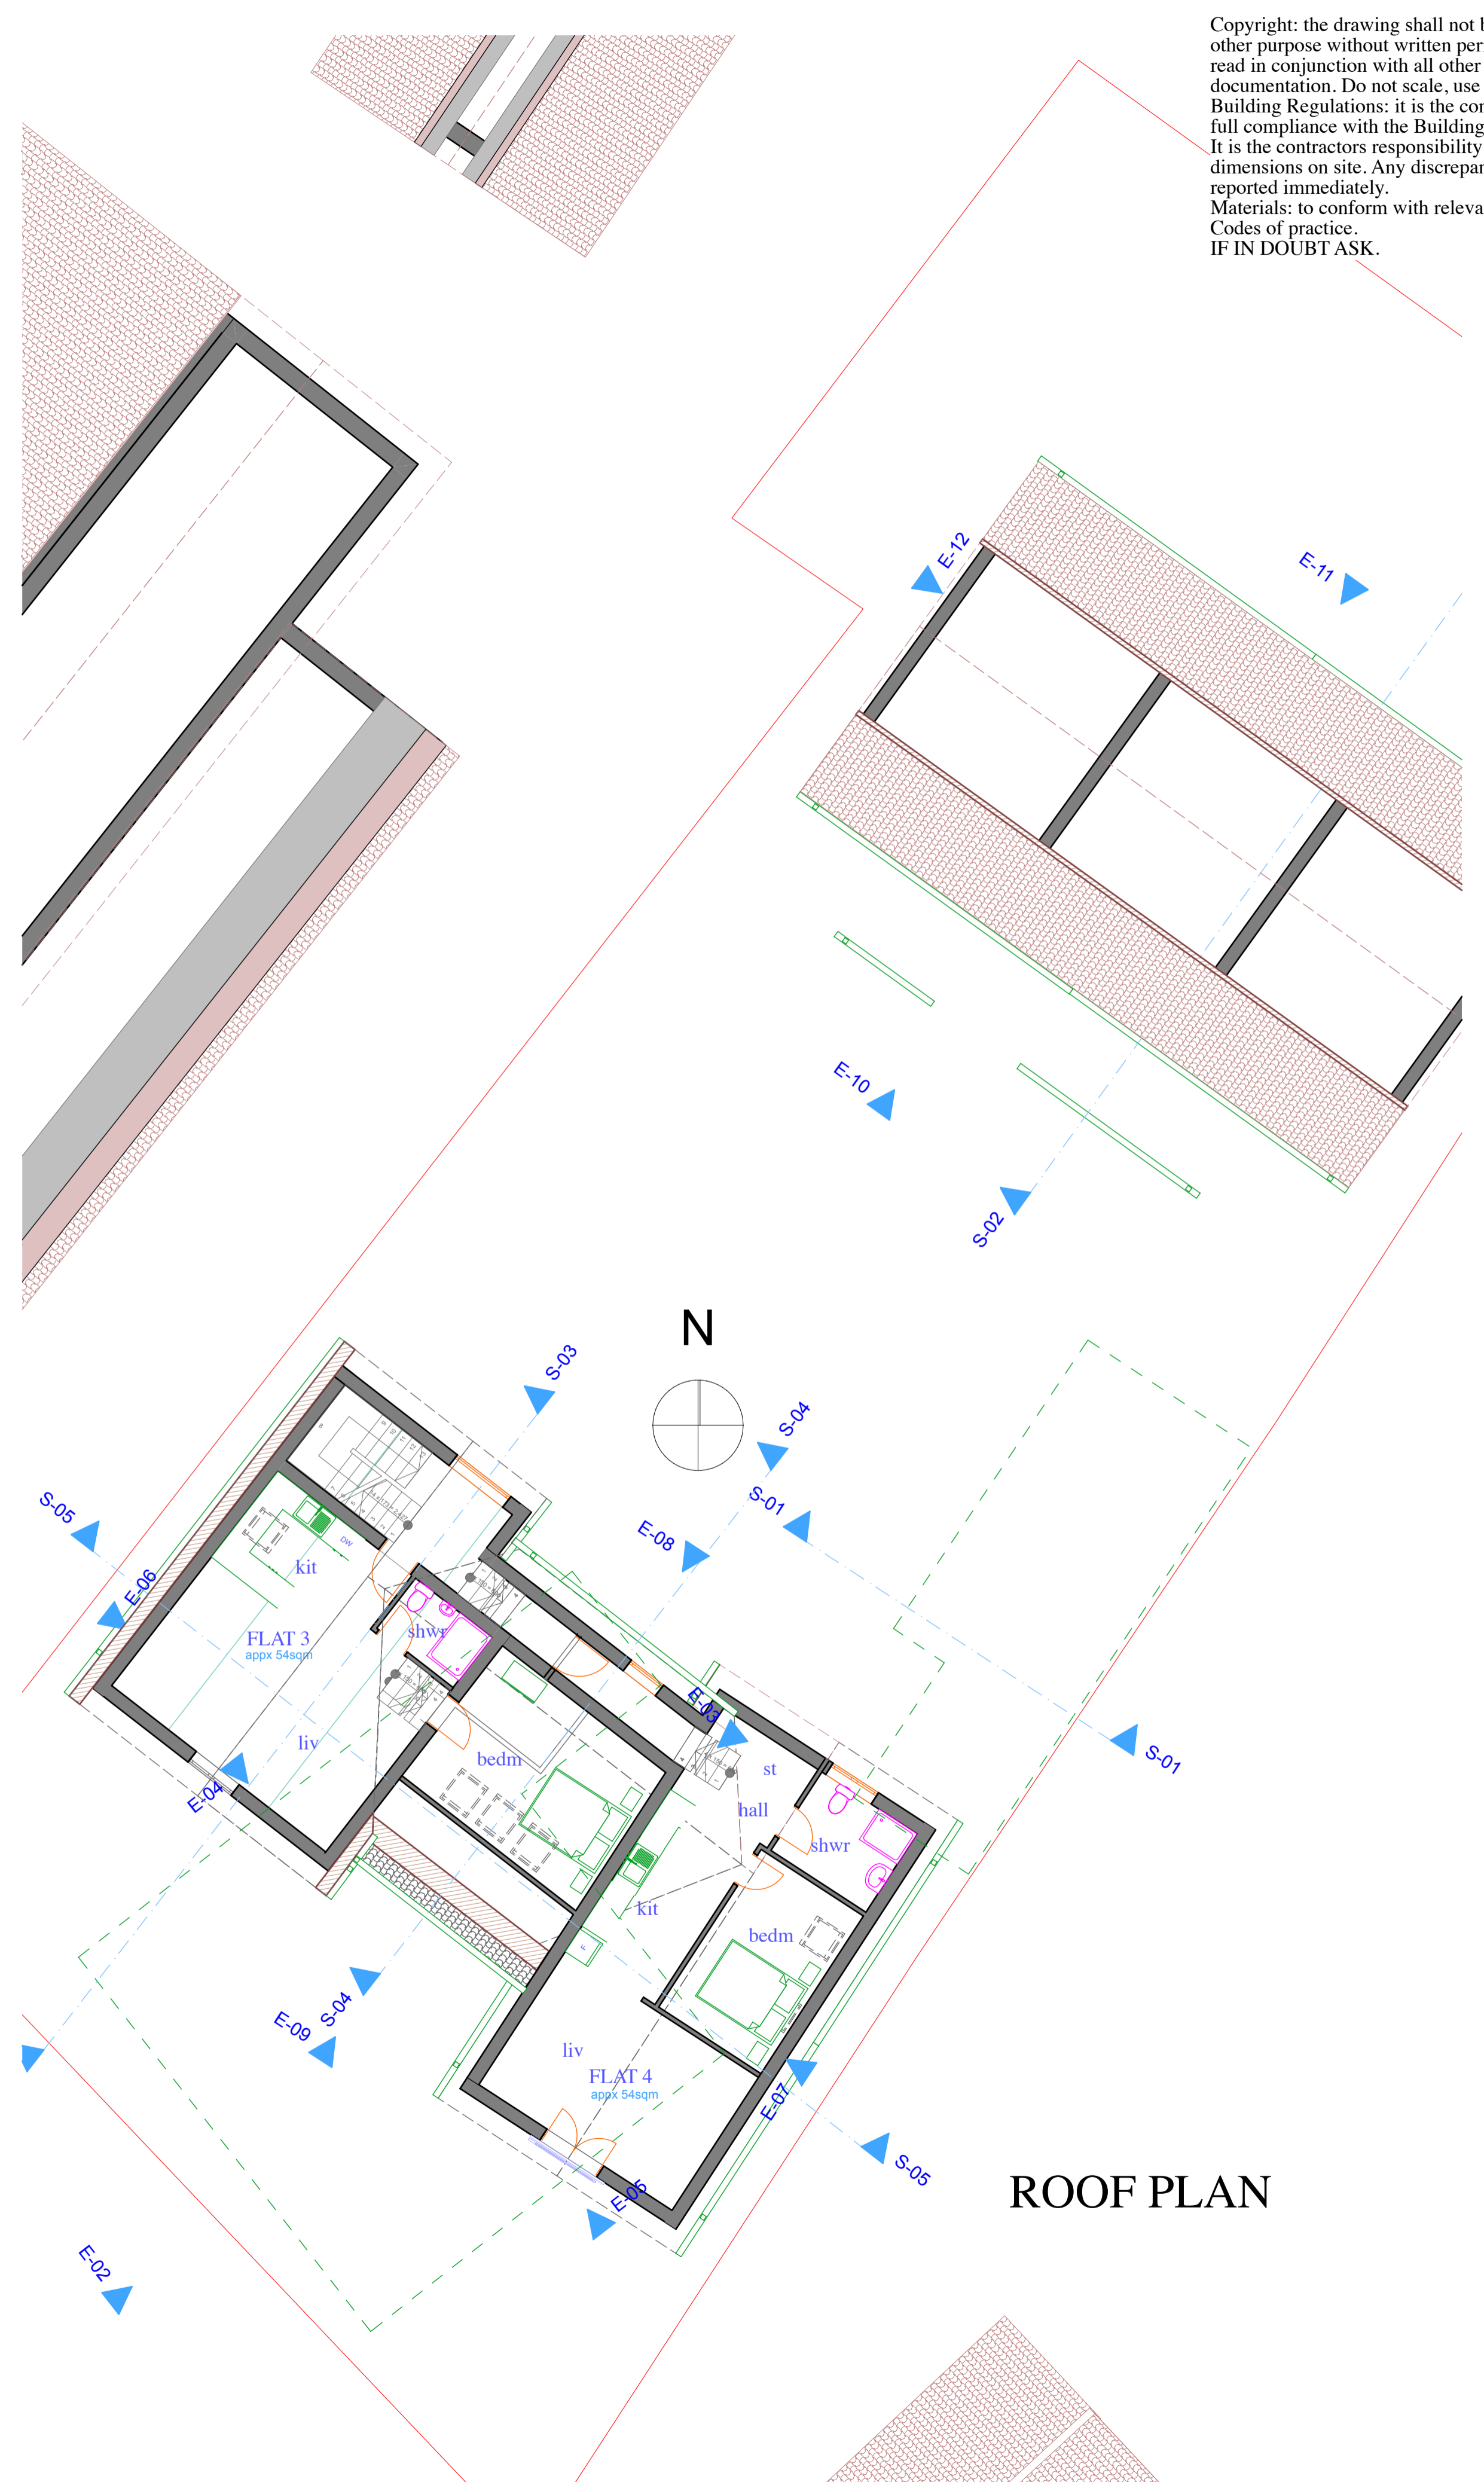 Copyright: the drawing shall not b
other purpose without written per
read in conjunction with all other
documentation. Do not scale, use
Building Regulations: it is the con
full compliance with the Building
It is the contractors responsibility
dimensions on site. Any discrepan
reported immediately.
Materials: to conform with releva
Codes of practice.
IF IN DOUBT ASK.
E-12
E-11
E-10
S-02
N
S-03
S-04
S-01
E-08
S-05
E-06
kit
DW
FLAT 3
appx 54sqm
shwr
liv
E-04
bedm
E-03
st
hall
shwr
S-01
kit
bedm
F
S-04
E-09
liv
FLAT 4
appx 54sqm
E-07
S-05
E-05
ROOF PLAN
E-02